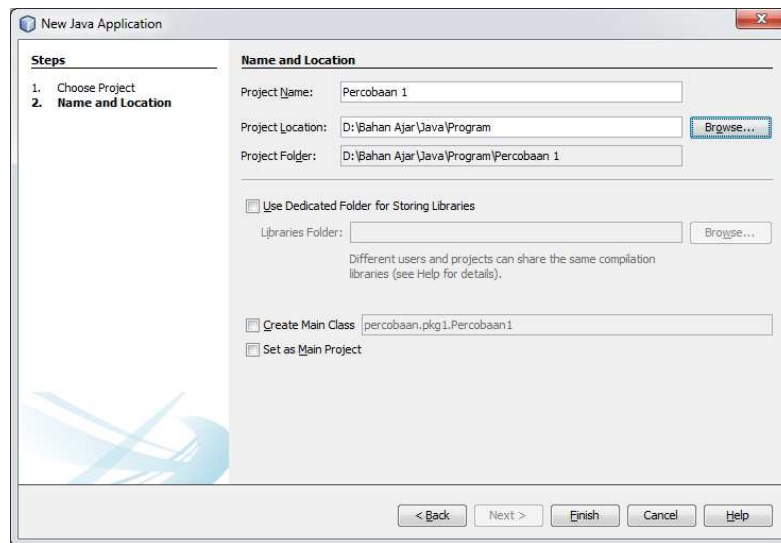 New Java Application
Steps
1. Choose Project
2. Name and Location
Name and Location
Project Name: Percobaan 1
Project Location: D:\Bahan Ajar\Java\Program Browse...
Project Folder: D:\Bahan Ajar\Java\Program\Percobaan 1
Use Dedicated Folder for Storing Libraries
Libraries Folder: Browse...
Different users and projects can share the same compilation
libraries (see Help for details).
Create Main Class percobaan.pkg1.Percobaan1
Set as Main Project
< Back Next > Finish Cancel Help